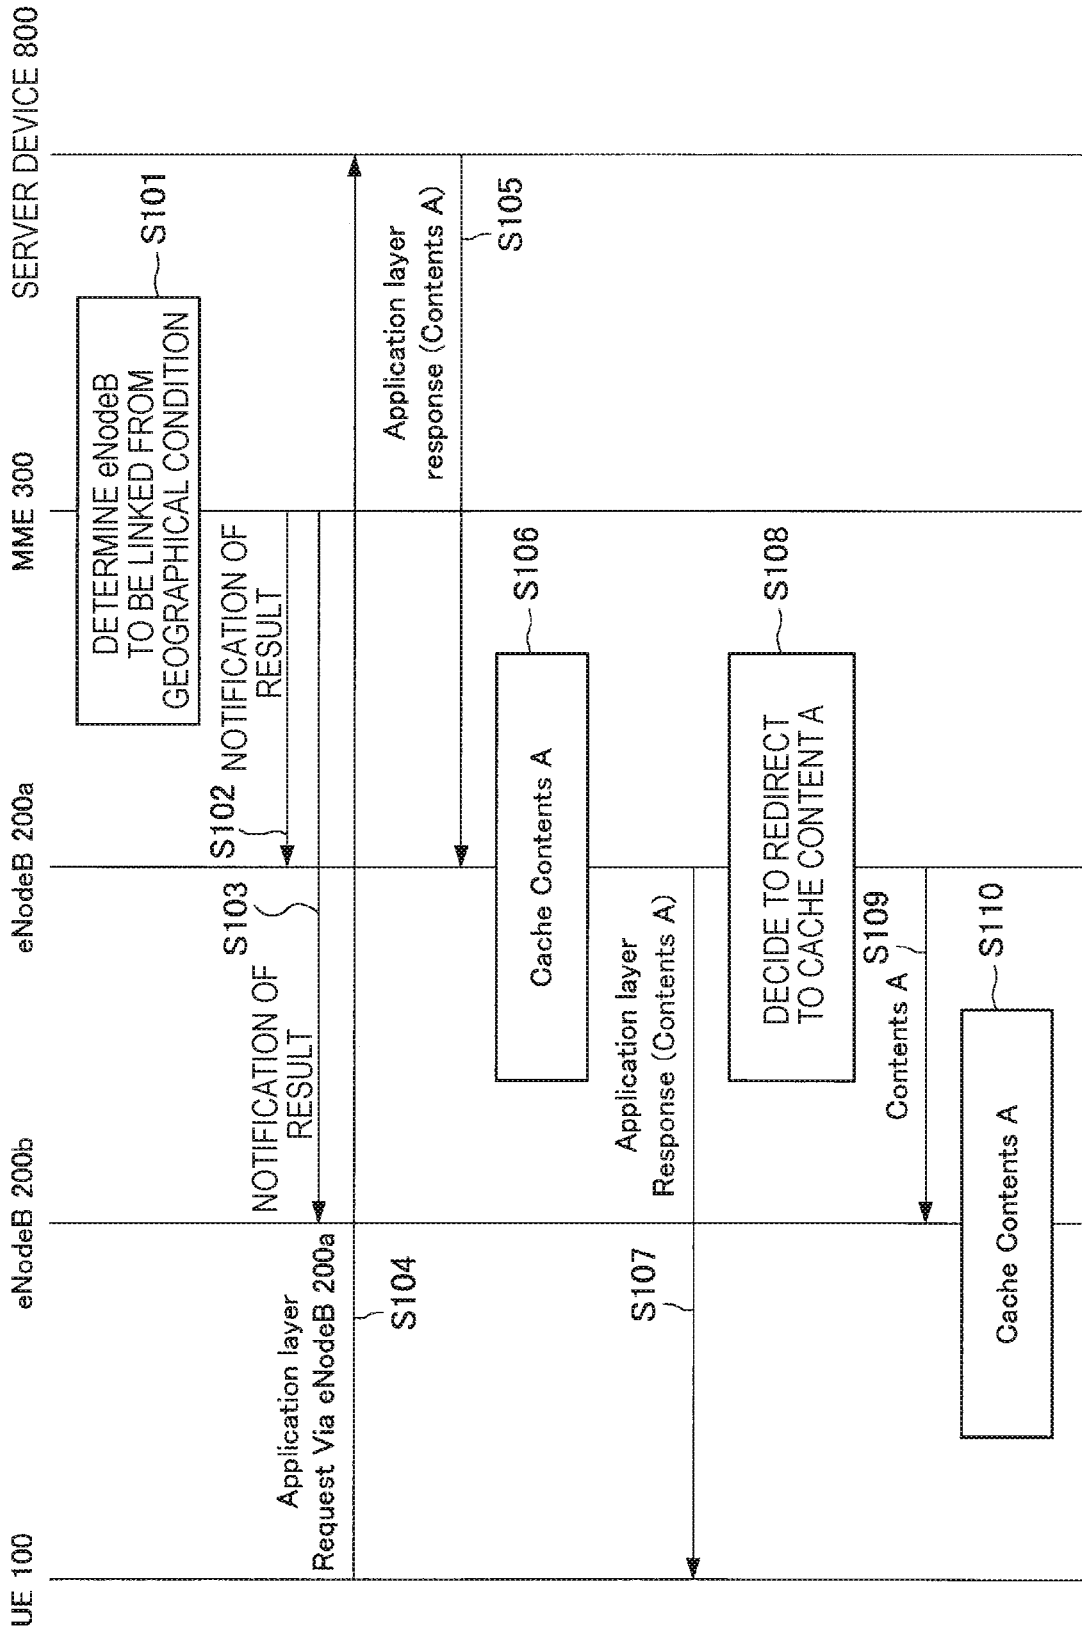 UE 100
eNodeB 200b
eNodeB 200a
MME 300
SERVER DEVICE 800
DETERMINE eNodeB
TO BE LINKED FROM
GEOGRAPHICAL CONDITION
S101
S102
NOTIFICATION OF
RESULT
S103
NOTIFICATION OF
RESULT
Application layer
Request Via eNodeB 200a
S104
Application layer
response (Contents A)
S105
Cache Contents A
S106
Application layer
Response (Contents A)
S107
DECIDE TO REDIRECT
TO CACHE CONTENT A
S108
S109
Contents A
Cache Contents A
S110